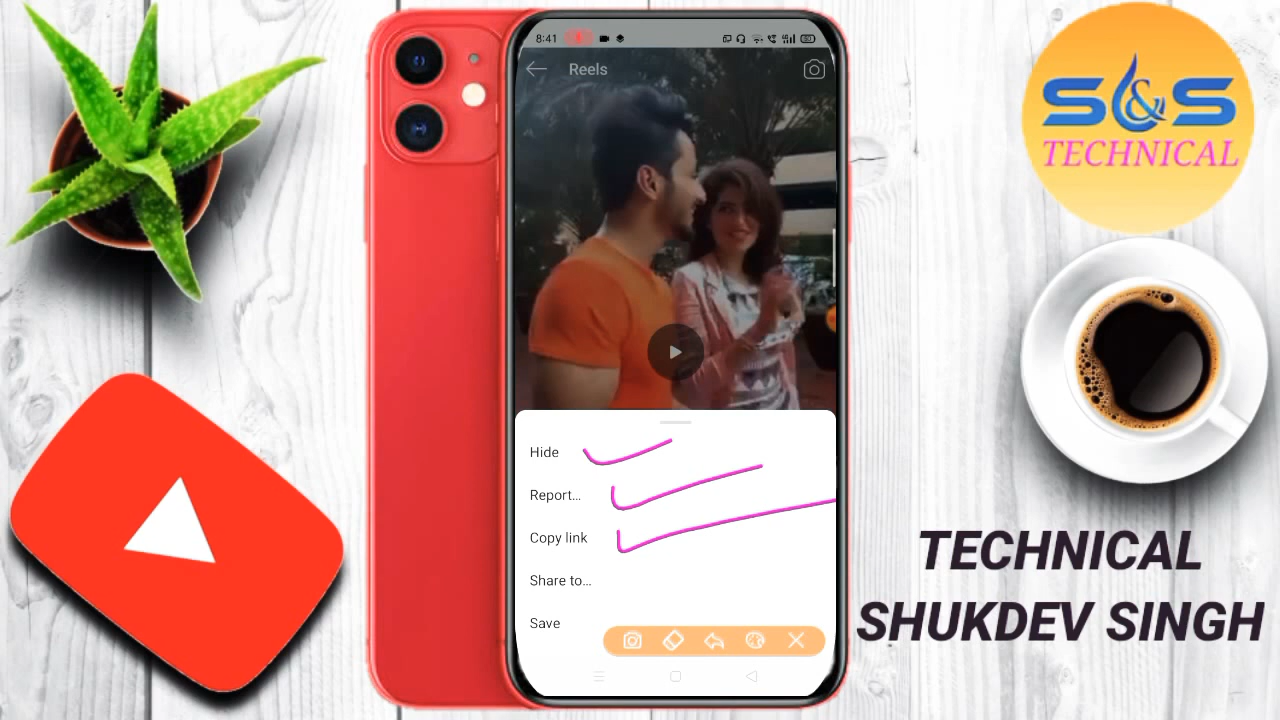 8:41
Reels
S&S
TECHNICAL
Hide
Report...
Copy link
Share to...
Save
TECHNICAL
SHUKDEV SINGH